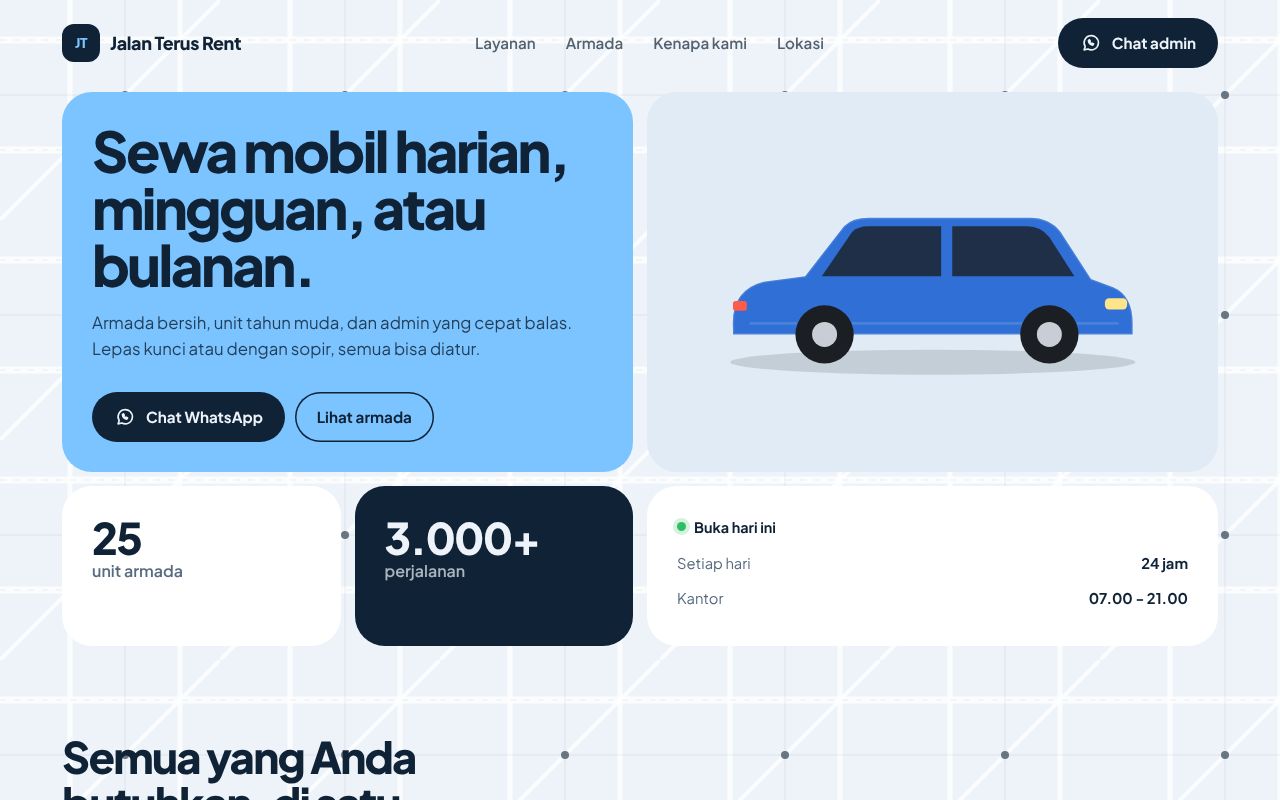 JT
Jalan Terus Rent
Layanan
Armada
Kenapa kami
Lokasi
Chat admin
Sewa mobil harian,
mingguan, atau
bulanan.
Armada bersih, unit tahun muda, dan admin yang cepat balas.
Lepas kunci atau dengan sopir, semua bisa diatur.
Chat WhatsApp
Lihat armada
25
unit armada
3.000+
perjalanan
Buka hari ini
Setiap hari
24 jam
Kantor
07.00 – 21.00
Semua yang Anda
butuhkan, di satu